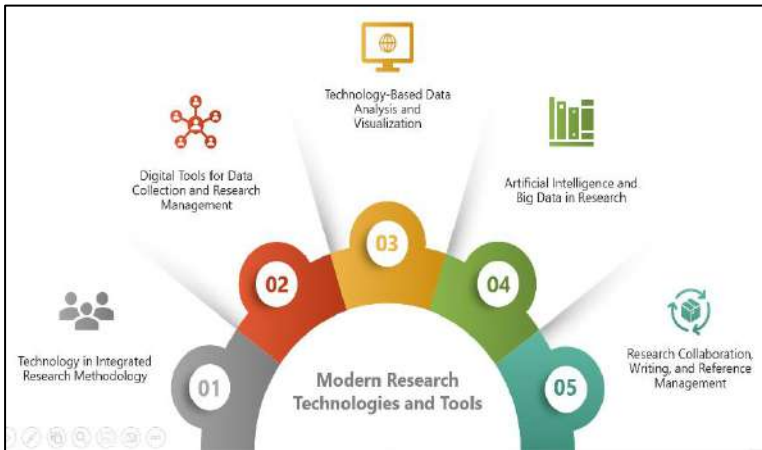 Technology-Based Data
Analysis and
Visualization
Digital Tools for Data
Collection and Research
Management
Artificial Intelligence and
Big Data in Research
03
02
04
Technology in Integrated
Research Methodology
Research Collaboration,
Writing, and Reference
Management
01
05
Modern Research
Technologies and Tools